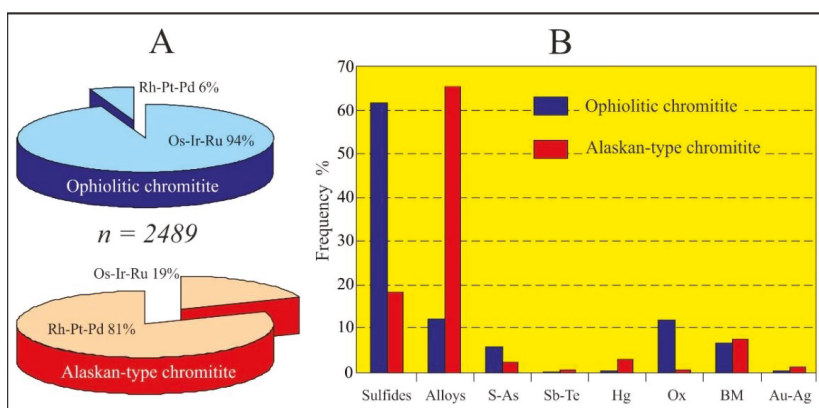 A
Rh-Pt-Pd 6%
Os-Ir-Ru 94%
Ophiolitic chromitite
n = 2489
Os-Ir-Ru 19%
Rh-Pt-Pd 81%
Alaskan-type chromitite
B
Frequency %
70
60
50
40
30
20
10
0
Ophiolitic chromitite
Alaskan-type chromitite
Sulfides Alloys S-As Sb-Te Hg Ox BM Au-Ag